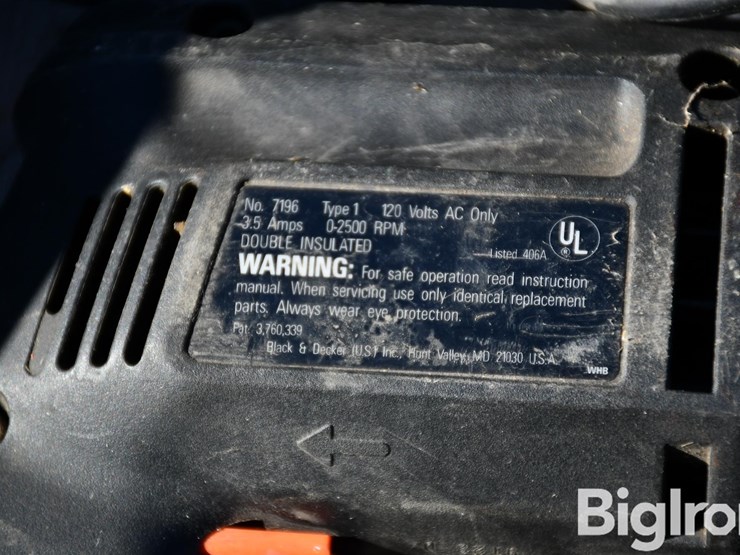 No. 7196 Type 1 120 Volts AC Only
3.5 Amps 0-2500 RPM
DOUBLE INSULATED
Listed 406A
UL
®
WARNING: For safe operation read instruction
manual. When servicing use only identical replacement
parts. Always wear eye protection.
Pat. 3,760,339
Black & Decker (U.S.) Inc., Hunt Valley, MD 21030 U.S.A.
WHB
BigIron